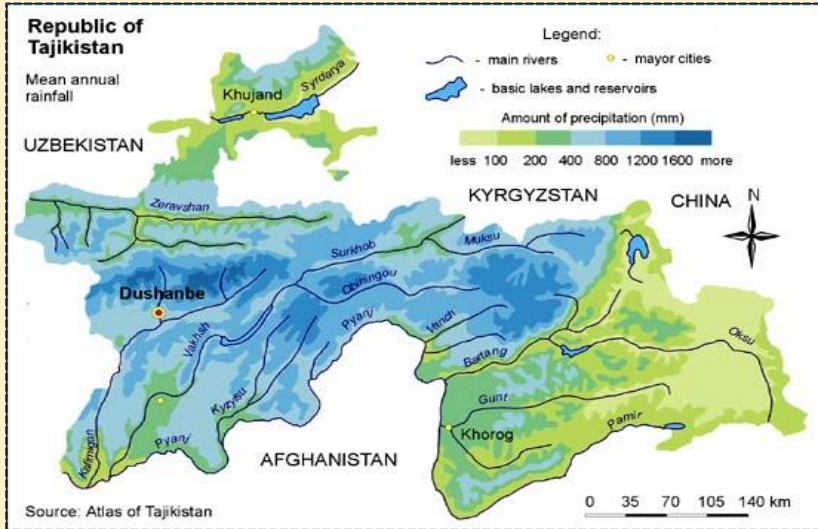 Republic of
Tajikistan
Mean annual
rainfall
Legend:
- main rivers
- mayor cities
- basic lakes and reservoirs
Amount of precipitation (mm)
less 100 200 400 800 1200 1600 more
Syrdarya
Khujand
UZBEKISTAN
KYRGYZSTAN
CHINA
N
Zeravshan
Surkhob
Muksu
Obihingou
Dushanbe
Vakhsh
Pyanj
Vanch
Bartang
Oksu
Kyzylsu
Gunt
Pamir
Pyanj
Khorog
AFGHANISTAN
Source: Atlas of Tajikistan
0 35 70 105 140 km